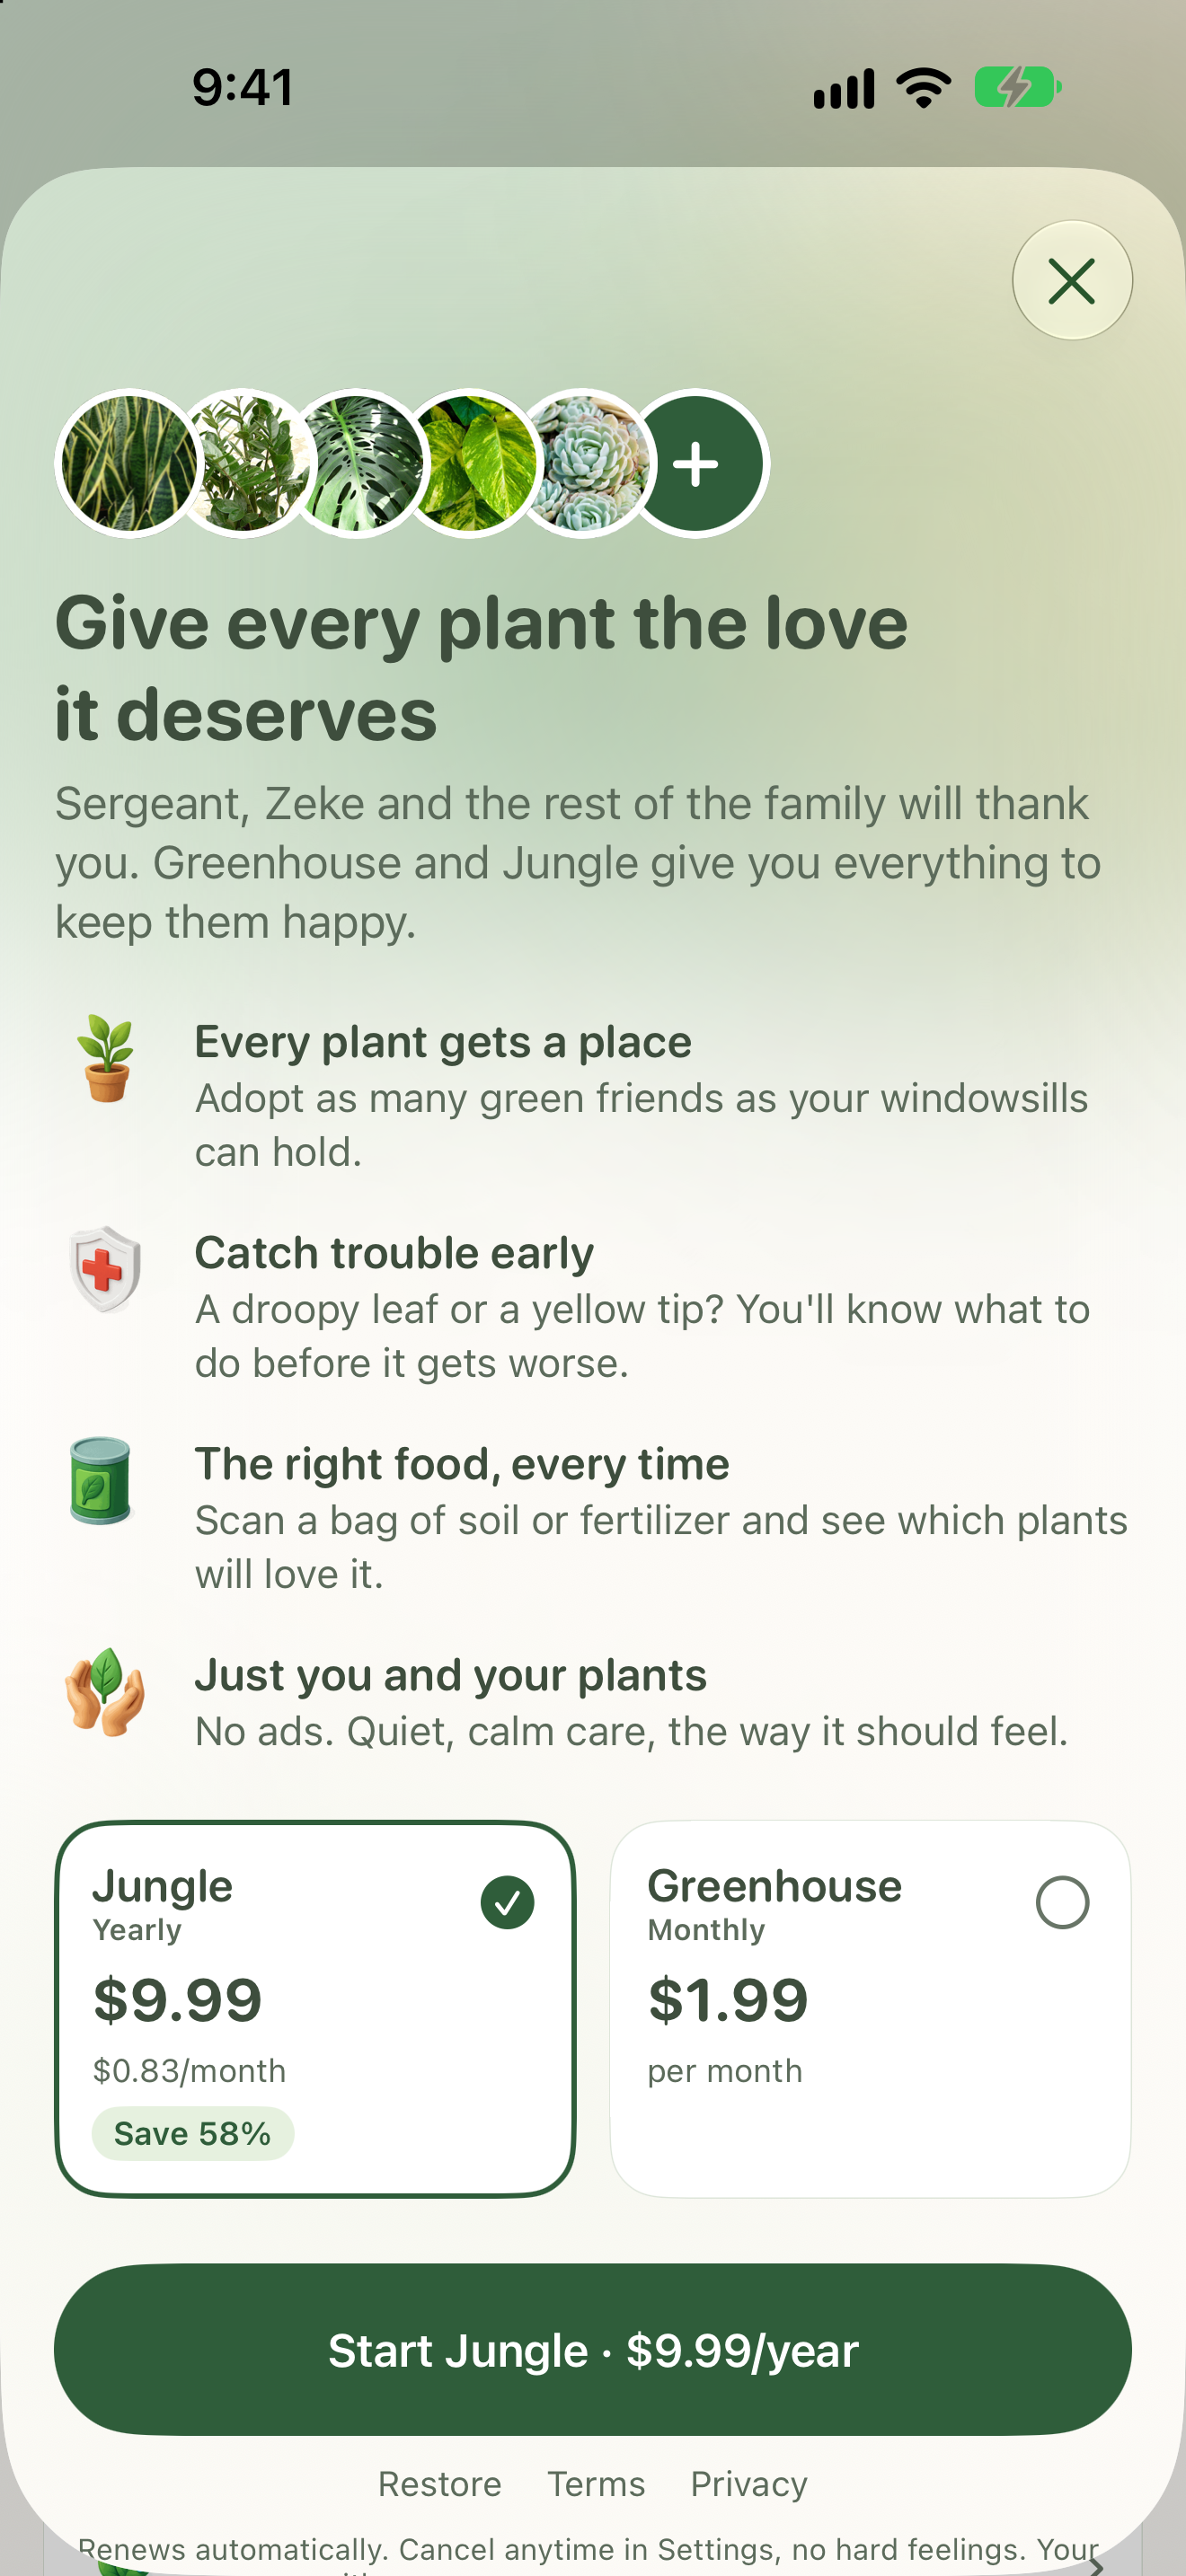 9:41
Give every plant the love
it deserves
Sergeant, Zeke and the rest of the family will thank
you. Greenhouse and Jungle give you everything to
keep them happy.
Every plant gets a place
Adopt as many green friends as your windowsills
can hold.
Catch trouble early
A droopy leaf or a yellow tip? You'll know what to
do before it gets worse.
The right food, every time
Scan a bag of soil or fertilizer and see which plants
will love it.
Just you and your plants
No ads. Quiet, calm care, the way it should feel.
Jungle
Yearly
$9.99
$0.83/month
Save 58%
Greenhouse
Monthly
$1.99
per month
Start Jungle · $9.99/year
Restore Terms Privacy
Renews automatically. Cancel anytime in Settings, no hard feelings. Your